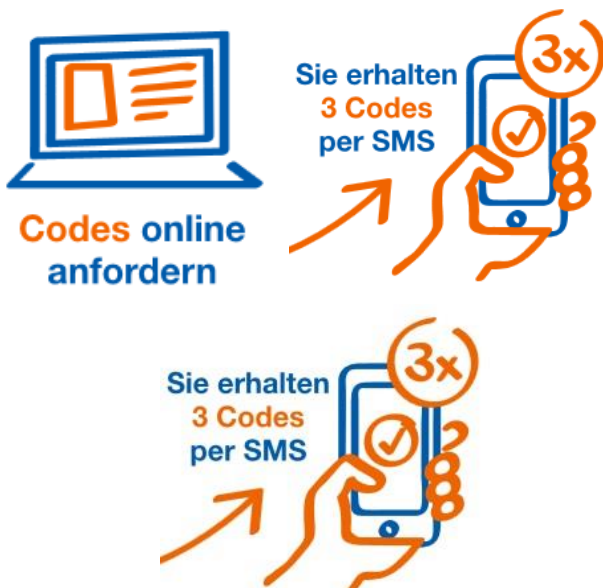 Codes online
anfordern
Sie erhalten
3 Codes
per SMS
3x
Sie erhalten
3 Codes
per SMS
3x